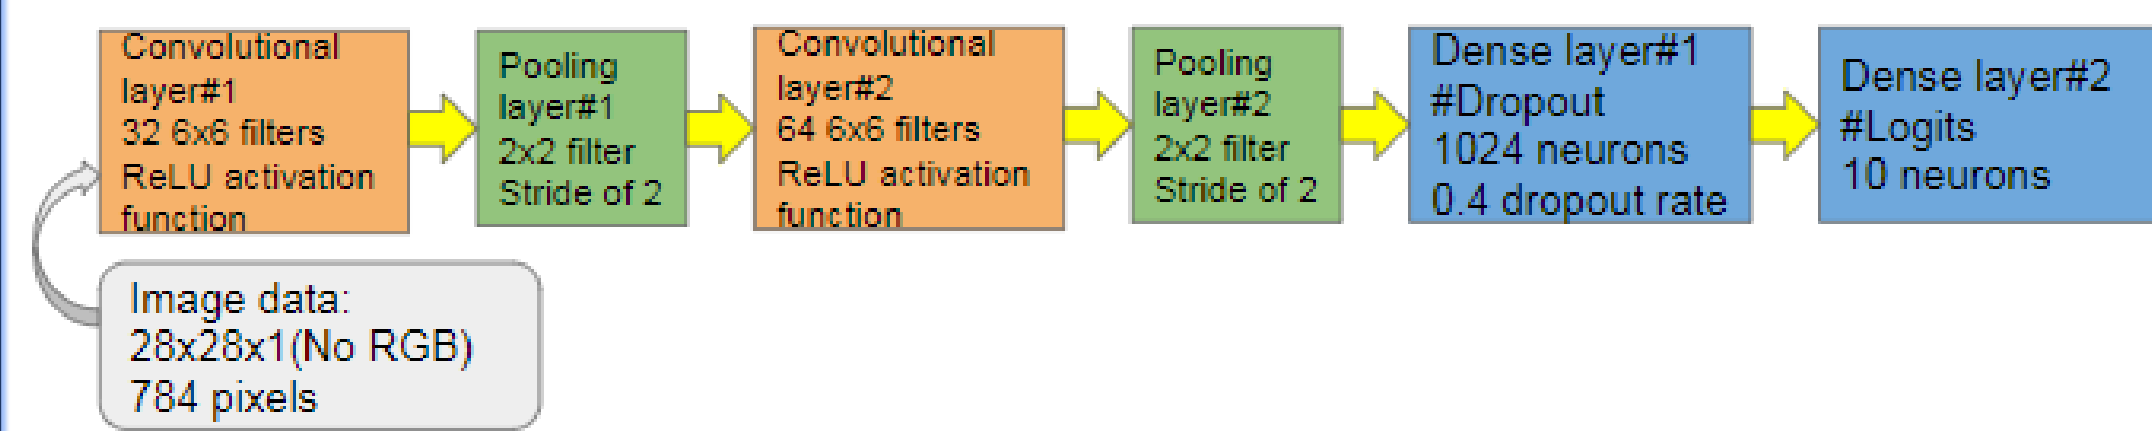 Convolutional
layer#1
32 6x6 filters
ReLU activation
function
Pooling
layer#1
2x2 filter
Stride of 2
Convolutional
layer#2
64 6x6 filters
ReLU activation
function
Pooling
layer#2
2x2 filter
Stride of 2
Dense layer#1
#Dropout
1024 neurons
0.4 dropout rate
Dense layer#2
#Logits
10 neurons
Image data:
28x28x1(No RGB)
784 pixels